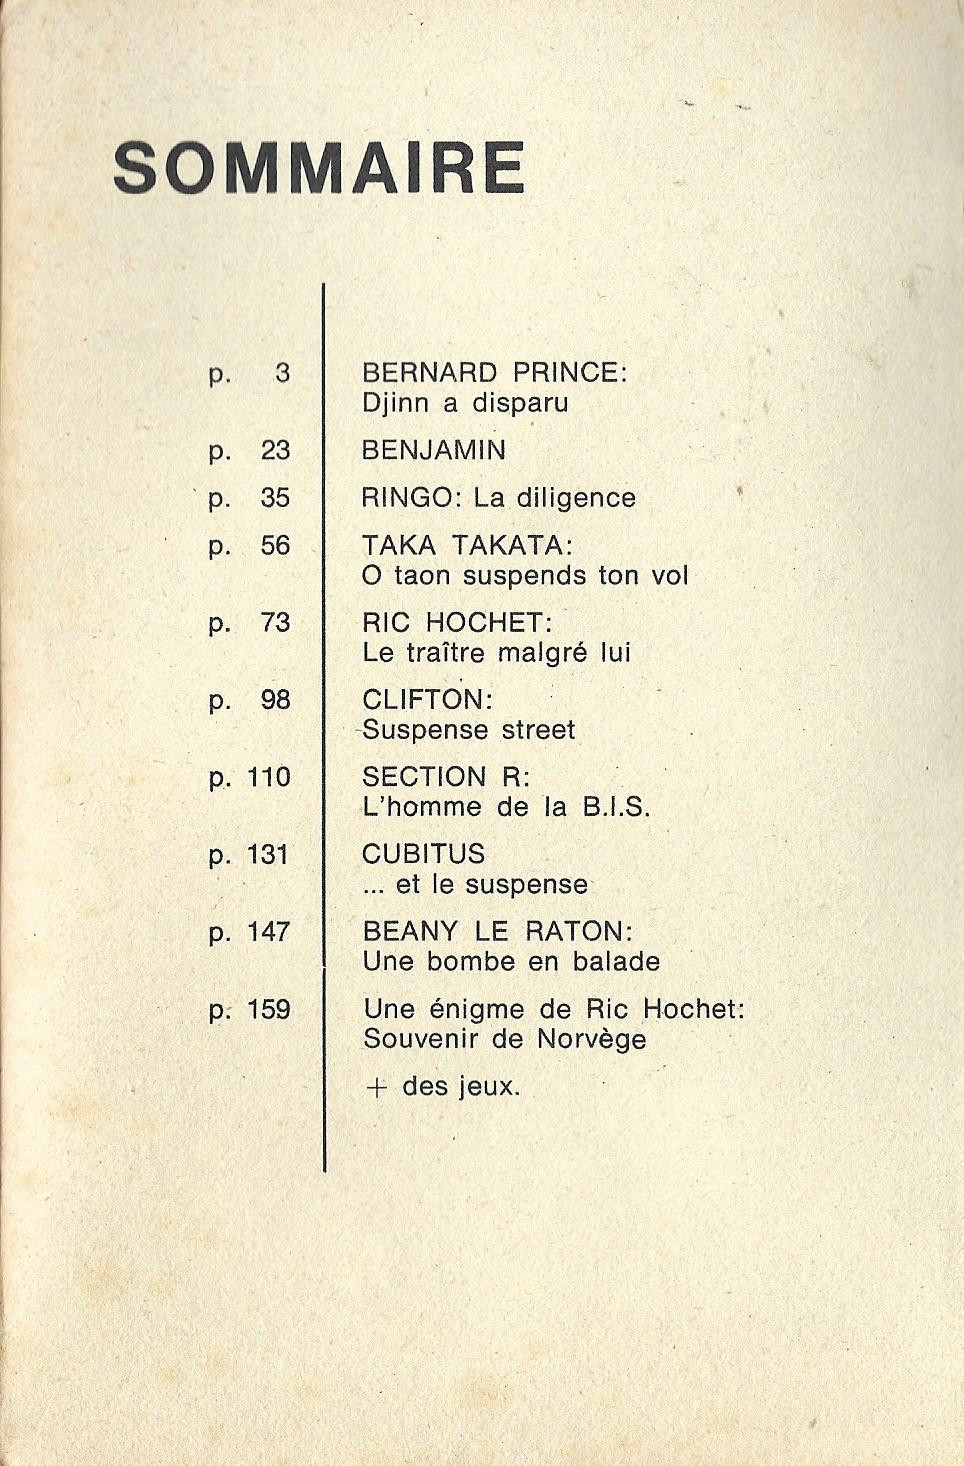 SOMMAIRE
p. 3 BERNARD PRINCE:
Djinn a disparu
p. 23 BENJAMIN
p. 35 RINGO: La diligence
p. 56 TAKA TAKATA:
O taon suspends ton vol
p. 73 RIC HOCHET:
Le traître malgré lui
p. 98 CLIFTON:
Suspense street
p. 110 SECTION R:
L'homme de la B.I.S.
p. 131 CUBITUS
... et le suspense
p. 147 BEANY LE RATON:
Une bombe en balade
p. 159 Une énigme de Ric Hochet:
Souvenir de Norvège
+ des jeux.